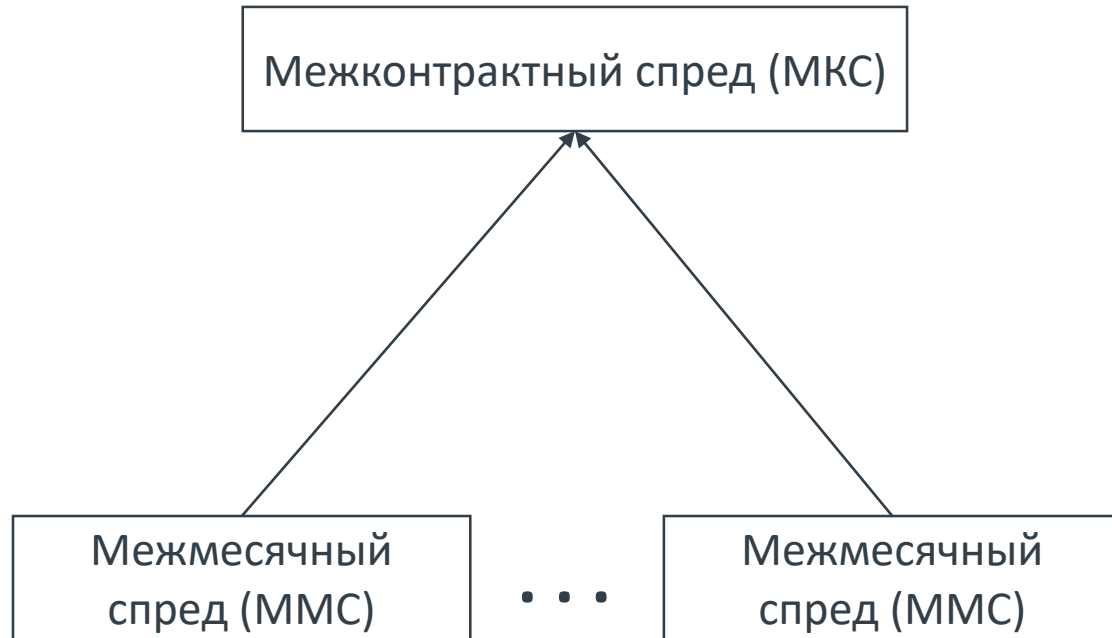 Межконтрактный спред (МКС)
Межмесячный
спред (ММС)
. . .
Межмесячный
спред (ММС)